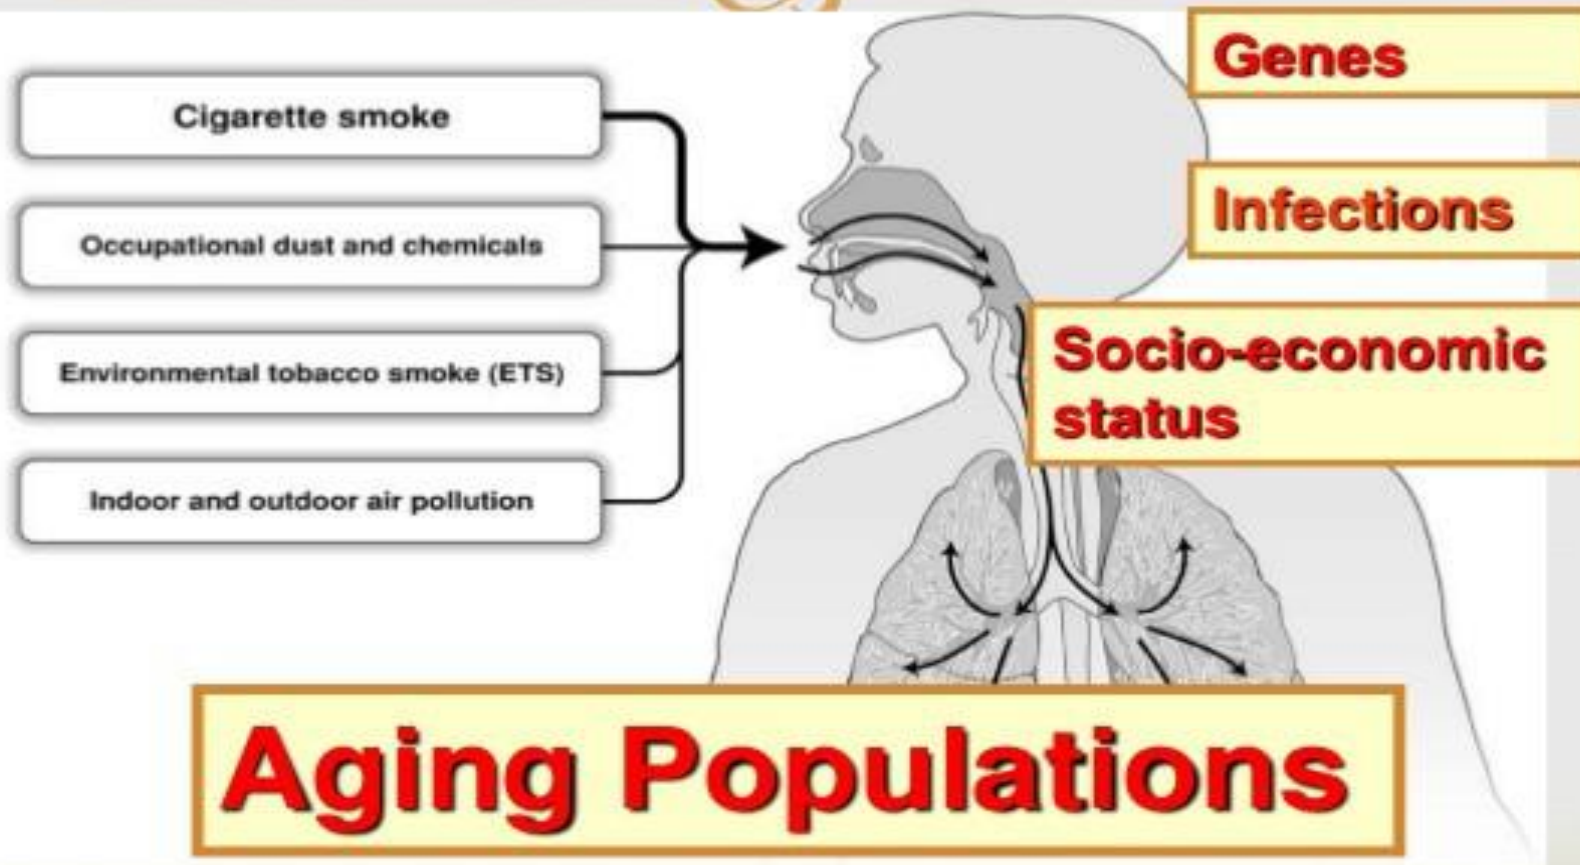 Cigarette smoke
Occupational dust and chemicals
Environmental tobacco smoke (ETS)
Indoor and outdoor air pollution
Genes
Infections
Socio-economic
status
Aging Populations